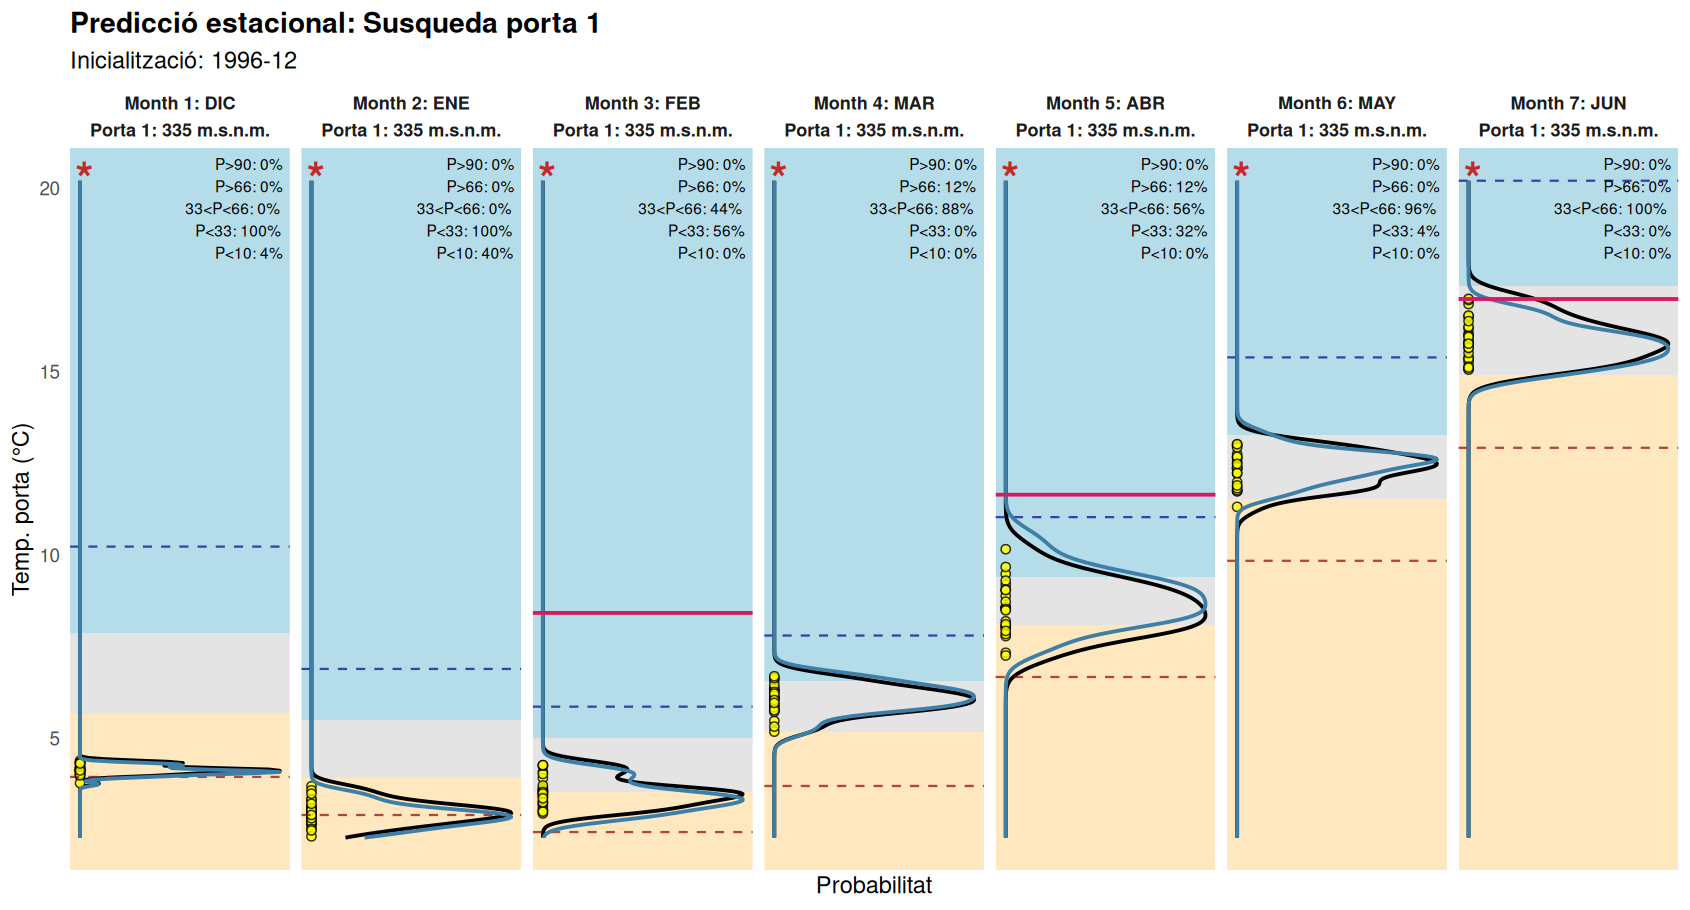 Predicció estacional: Susqueda porta 1
Inicialització: 1996-12
Month 1: DIC
Porta 1: 335 m.s.n.m.
Month 2: ENE
Porta 1: 335 m.s.n.m.
Month 3: FEB
Porta 1: 335 m.s.n.m.
Month 4: MAR
Porta 1: 335 m.s.n.m.
Month 5: ABR
Porta 1: 335 m.s.n.m.
Month 6: MAY
Porta 1: 335 m.s.n.m.
Month 7: JUN
Porta 1: 335 m.s.n.m.
*
P>90: 0%
P>66: 0%
33<P<66: 0%
P<33: 100%
P<10: 4%
*
P>90: 0%
P>66: 0%
33<P<66: 0%
P<33: 100%
P<10: 40%
*
P>90: 0%
P>66: 0%
33<P<66: 44%
P<33: 56%
P<10: 0%
*
P>90: 0%
P>66: 12%
33<P<66: 88%
P<33: 0%
P<10: 0%
*
P>90: 0%
P>66: 12%
33<P<66: 56%
P<33: 32%
P<10: 0%
*
P>90: 0%
P>66: 0%
33<P<66: 96%
P<33: 4%
P<10: 0%
*
P>90: 0%
P>66: 0%
33<P<66: 100%
P<33: 0%
P<10: 0%
20
15
10
5
Temp. porta (°C)
Probabilitat